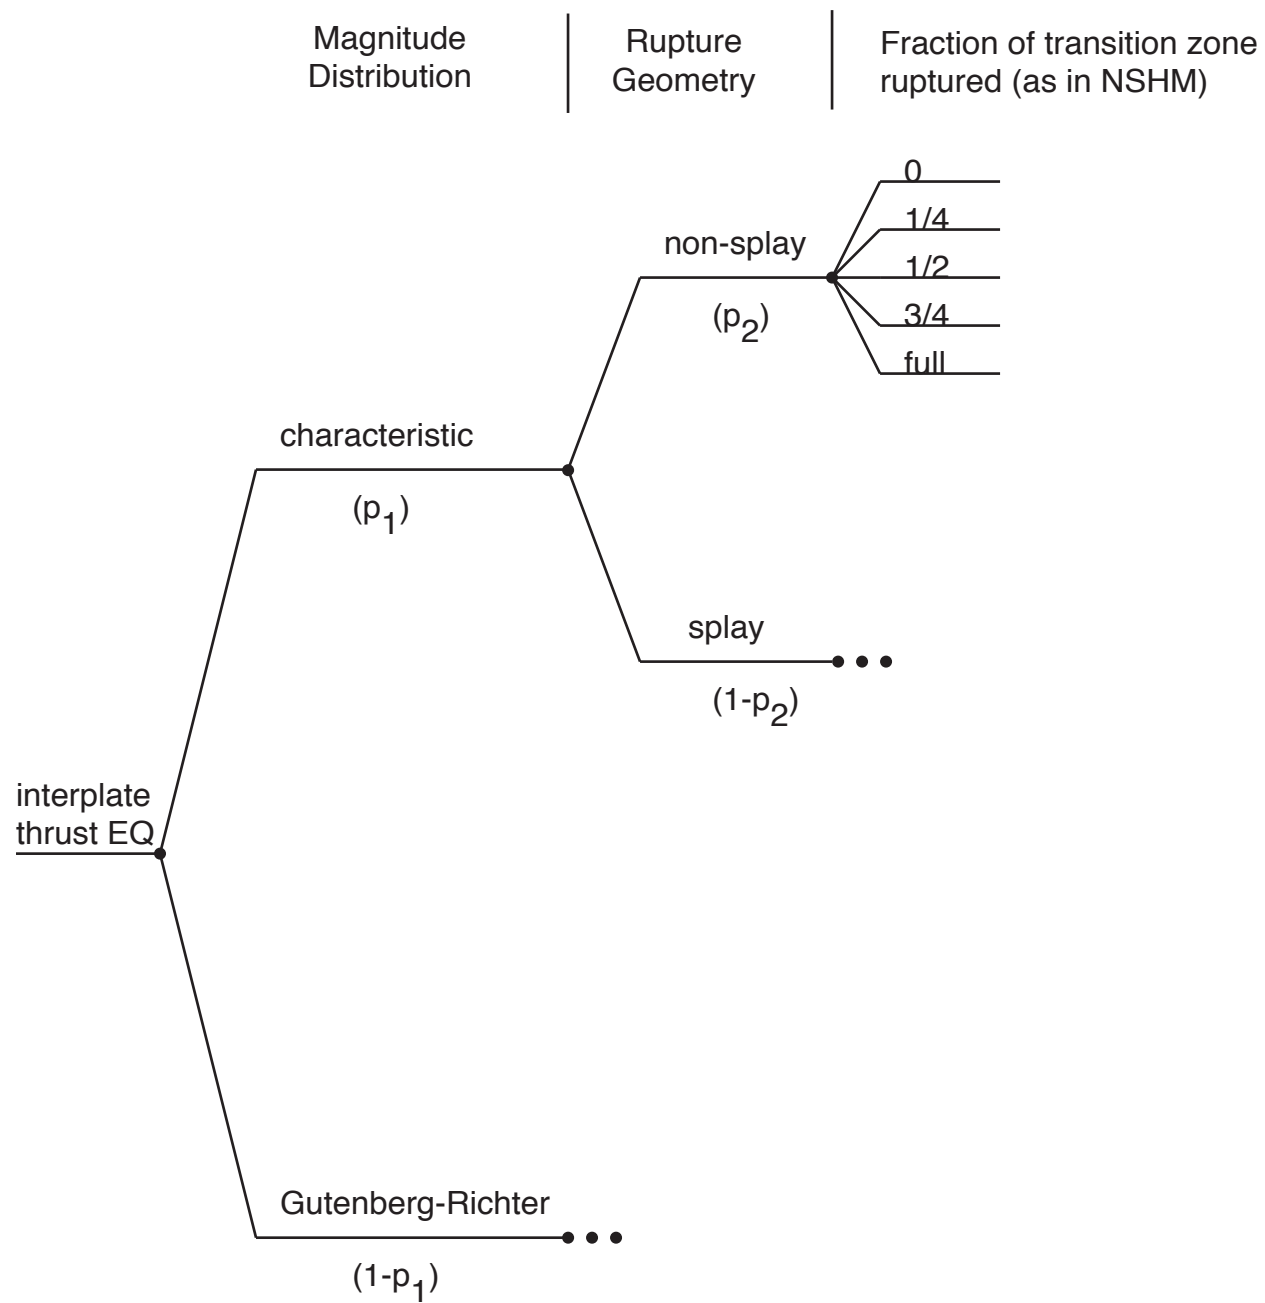 Magnitude
Distribution
Rupture
Geometry
Fraction of transition zone
ruptured (as in NSHM)
0
1/4
1/2
3/4
full
non-splay
(p2)
characteristic
(p1)
splay
(1-p2)
interplate
thrust EQ
Gutenberg-Richter
(1-p1)